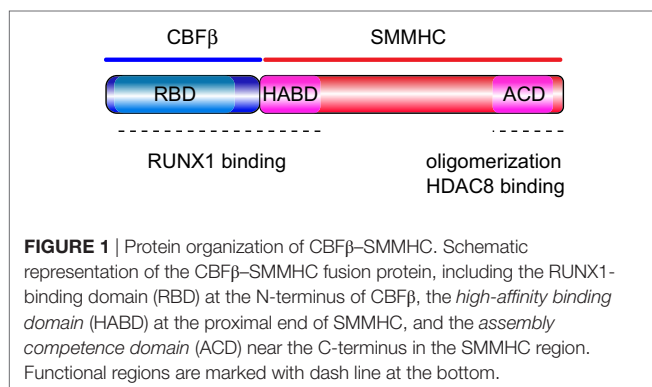 CBFβ SMMHC
RBD HABD ACD
RUNX1 binding oligomerization
HDAC8 binding
FIGURE 1 | Protein organization of CBFβ–SMMHC. Schematic
representation of the CBFβ–SMMHC fusion protein, including the RUNX1-
binding domain (RBD) at the N-terminus of CBFβ, the high-affinity binding
domain (HABD) at the proximal end of SMMHC, and the assembly
competence domain (ACD) near the C-terminus in the SMMHC region.
Functional regions are marked with dash line at the bottom.